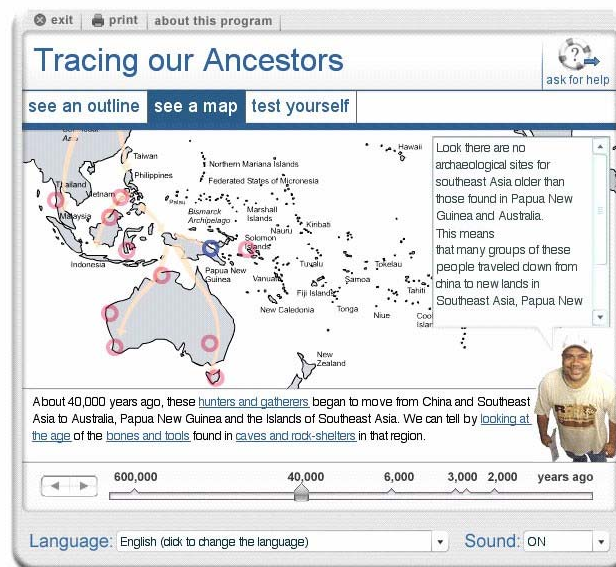 exit print about this program
Tracing our Ancestors
ask for help
see an outline see a map test yourself
Taiwan
Hawaii
Northern Mariana Islands
Philippines
Federated States of Micronesia
Thailand
Vietnam
Palau
Bismarck
Archipelago
Marshall
Islands
Malaysia
Nauru
Kiribati
Solomon
Islands
Indonesia
Papua New
Guinea
Tuvalu
Tokelau
Vanuatu
Samoa
Fiji Islands
Tahiti
New Caledonia
Tonga
Niue
New
Zealand
Look there are no
archaeological sites for
southeast Asia older than
those found in Papua New
Guinea and Australia.
This means
that many groups of these
people traveled down from
china to new lands in
Southeast Asia, Papua New
About 40,000 years ago, these hunters and gatherers began to move from China and Southeast
Asia to Australia, Papua New Guinea and the Islands of Southeast Asia. We can tell by looking at
the age of the bones and tools found in caves and rock-shelters in that region.
600,000 40,000 6,000 3,000 2,000 years ago
Language: English (click to change the language) Sound: ON